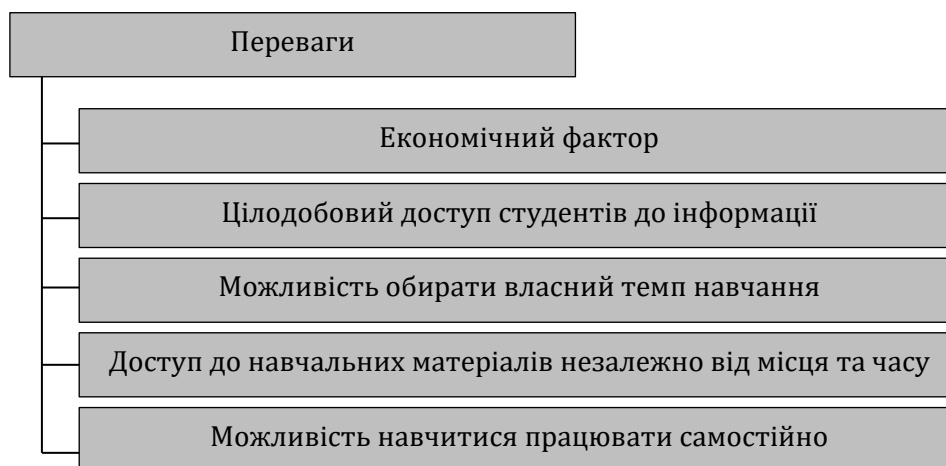 Переваги
Економічний фактор
Цілодобовий доступ студентів до інформації
Можливість обирати власний темп навчання
Доступ до навчальних матеріалів незалежно від місця та часу
Можливість навчитися працювати самостійно